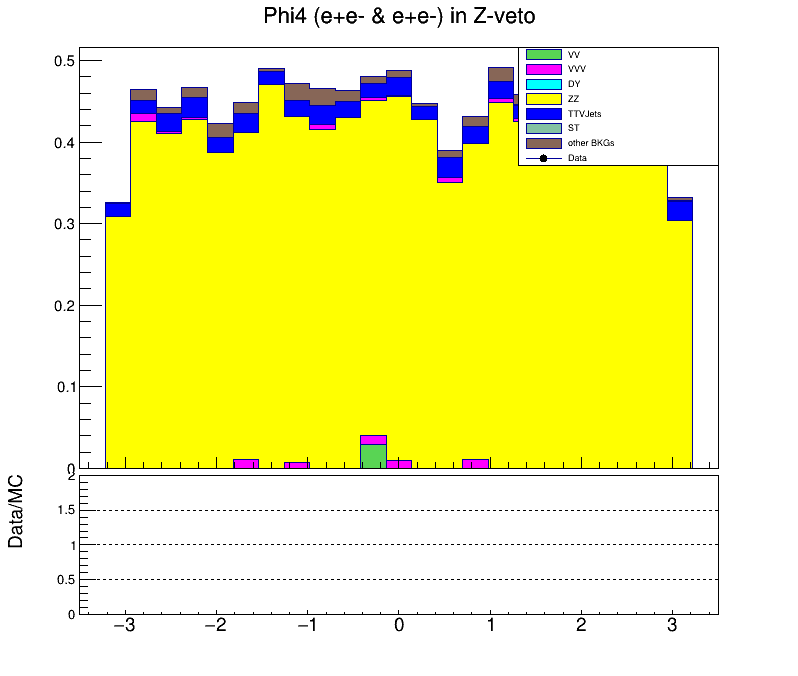 Phi4 (e+e- & e+e-) in Z-veto
0.5
0.4
0.3
0.2
0.1
0
VV
VVV
DY
ZZ
TTVJets
ST
other BKGs
Data
Data/MC
2
1.5
1
0.5
0
−3 −2 −1 0 1 2 3